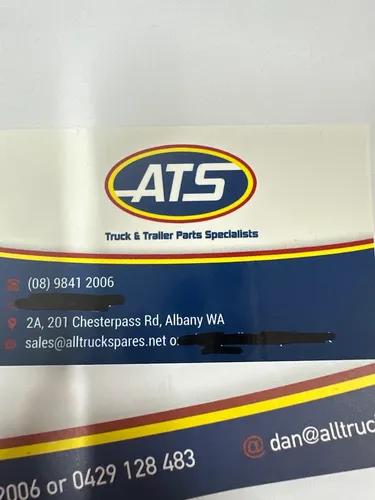 ATS
Truck & Trailer Parts Specialists
(08) 9841 2006
2A, 201 Chesterpass Rd, Albany WA
sales@alltruckspares.net o
2006 or 0429 128 483
@ dan@alltruc